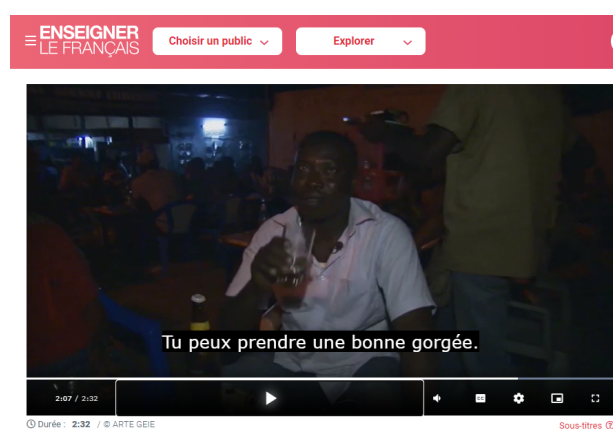 ENSEIGNER
LE FRANÇAIS
Choisir un public
Explorer
Tu peux prendre une bonne gorgée.
2:07 / 2:32
CC
Durée : 2:32 / © ARTE GEIE
Sous-titres